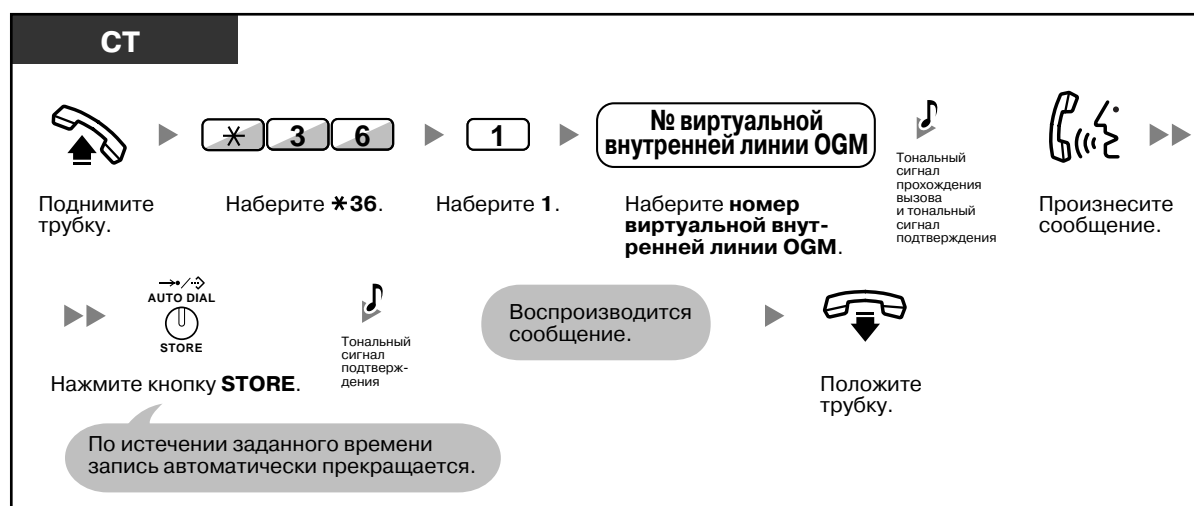 СТ
✳ 3 6
1
№ виртуальной
внутренней линии OGM
Поднимите
трубку.
Наберите ✳36.
Наберите 1.
Наберите номер
виртуальной внут-
ренней линии OGM.
Тональный
сигнал
прохождения
вызова
и тональный
сигнал
подтверждения
Произнесите
сообщение.
AUTO DIAL
STORE
Нажмите кнопку STORE.
Тональный
сигнал
подтверж-
дения
Воспроизводится
сообщение.
Положите
трубку.
По истечении заданного времени
запись автоматически прекращается.